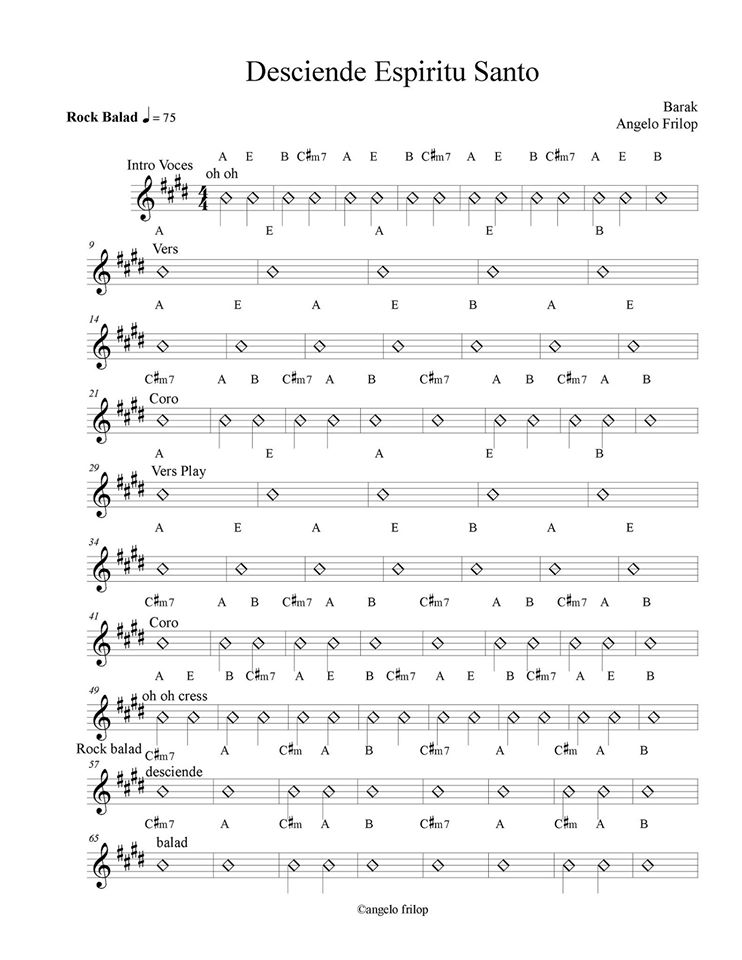 Desciende Espiritu Santo
Barak
Rock Balad ♩ = 75
Angelo Frilop
A E B C#m7 A E B C#m7 A E B C#m7 A E B
Intro Voces
oh oh
4/4
A E A E B
9
Vers
A E A E B A E
14
C#m7 A B C#m7 A B C#m7 A B C#m7 A B
21
Coro
A E A E B
29
Vers Play
A E A E B A E
34
C#m7 A B C#m7 A B C#m7 A B C#m7 A B
41
Coro
A E B C#m7 A E B C#m7 A E B C#m7 A E B
49
oh oh cress
Rock balad C#m7 A C#m A B C#m7 A C#m A B
57
desciende
C#m7 A C#m A B C#m7 A C#m A B
65
balad
©angelo frilop